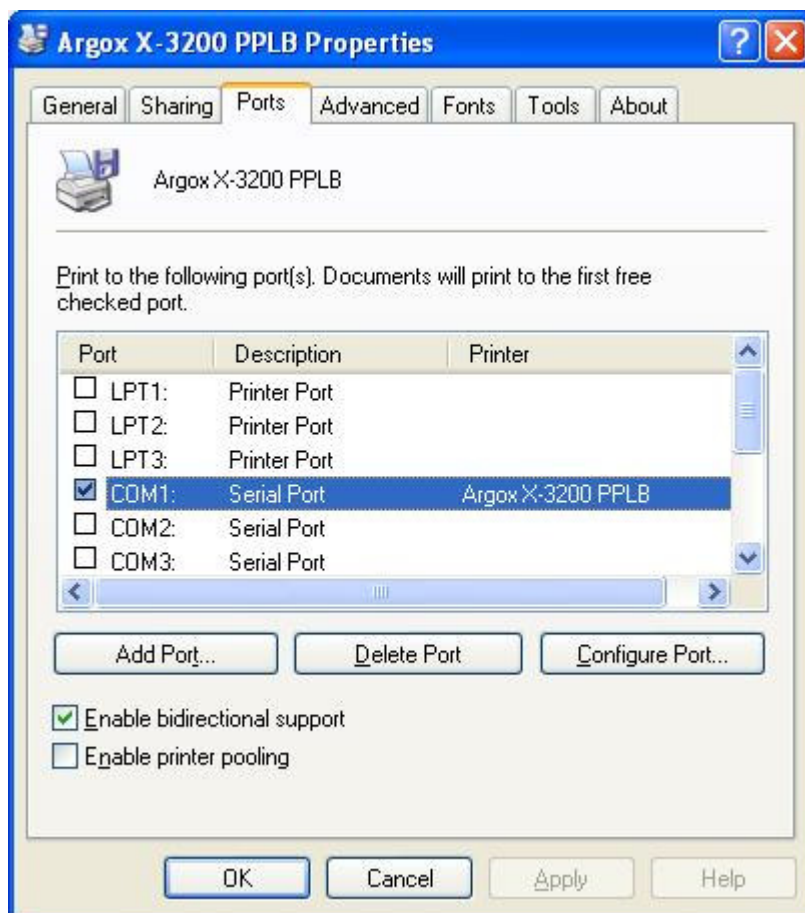 Argox X-3200 PPLB Properties
General Sharing Ports Advanced Fonts Tools About
Argox X-3200 PPLB
Print to the following port(s). Documents will print to the first free
checked port.
Port Description Printer
LPT1: Printer Port
LPT2: Printer Port
LPT3: Printer Port
COM1: Serial Port Argox X-3200 PPLB
COM2: Serial Port
COM3: Serial Port
Add Port... Delete Port Configure Port...
Enable bidirectional support
Enable printer pooling
OK Cancel Apply Help